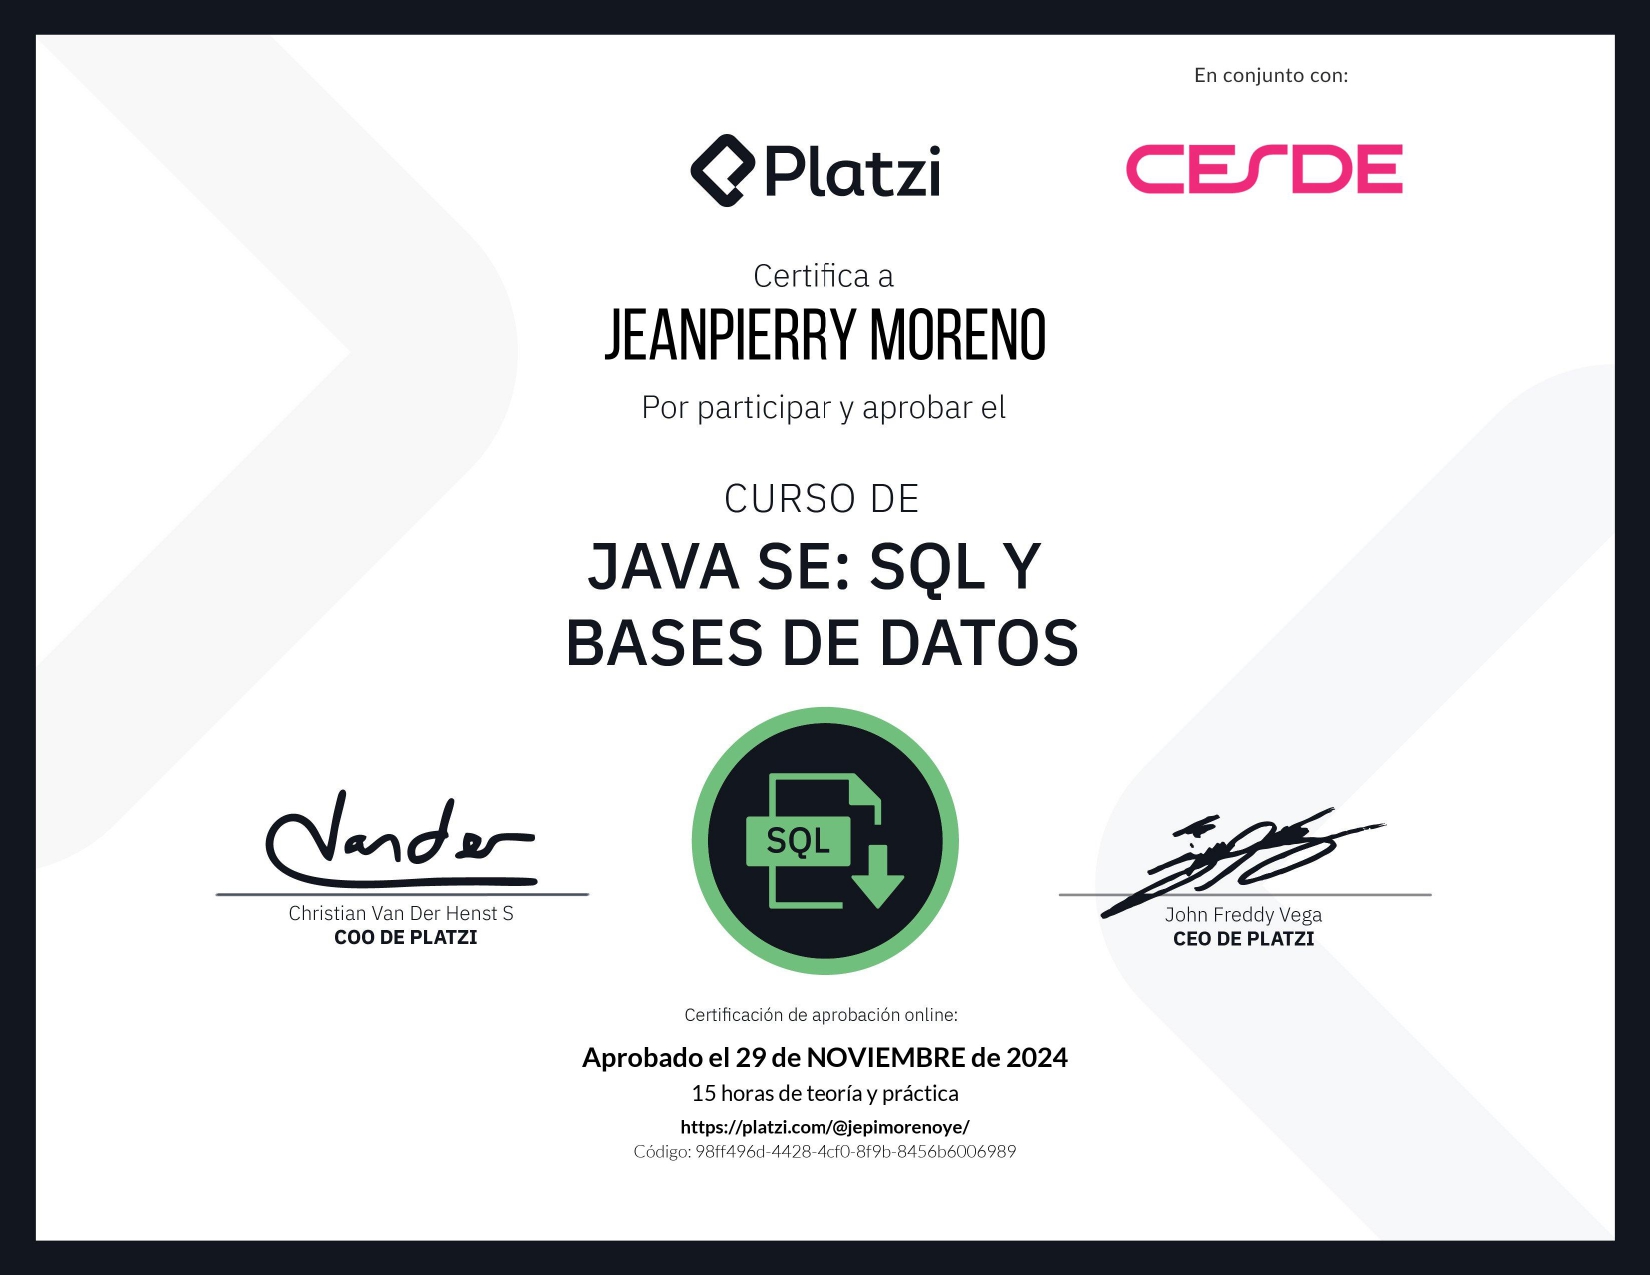 En conjunto con:
Platzi
CESDE
Certifica a
JEANPIERRY MORENO
Por participar y aprobar el
CURSO DE
JAVA SE: SQL Y
BASES DE DATOS
SQL
Vander
Christian Van Der Henst S
COO DE PLATZI
John Freddy Vega
CEO DE PLATZI
Certificación de aprobación online:
Aprobado el 29 de NOVIEMBRE de 2024
15 horas de teoría y práctica
https://platzi.com/@jepimorenoye/
Código: 98ff496d-4428-4cf0-8f9b-8456b6006989